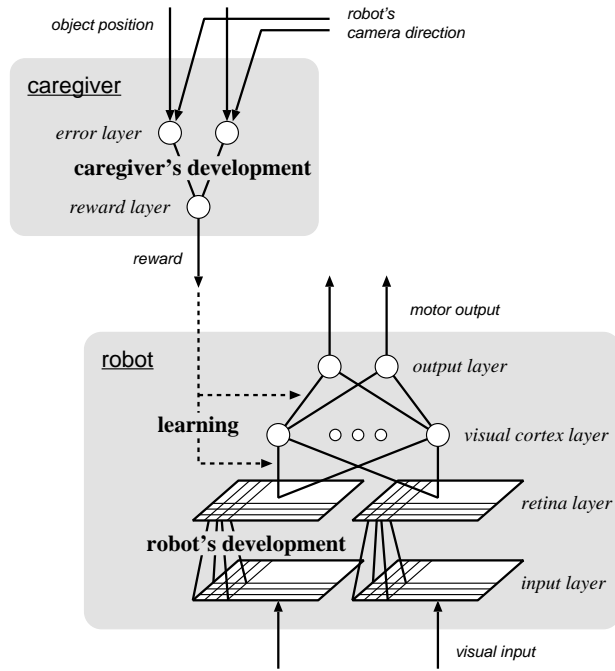 object position
robot's
camera direction
caregiver
error layer
caregiver's development
reward layer
reward
motor output
robot
output layer
learning
visual cortex layer
retina layer
robot's development
input layer
visual input